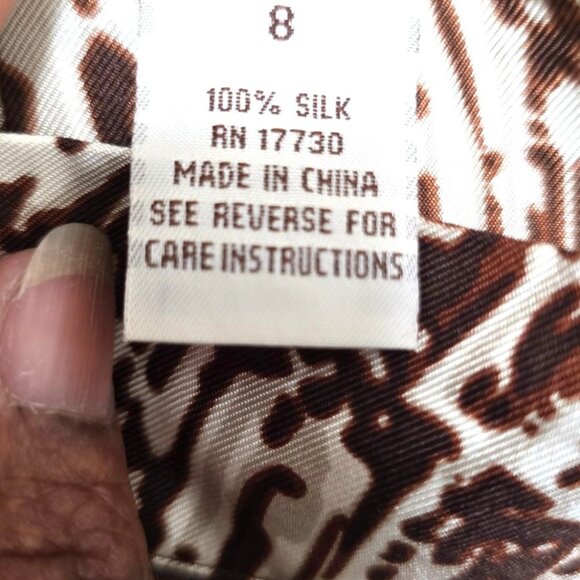 8
100% SILK
RN 17730
MADE IN CHINA
SEE REVERSE FOR
CARE INSTRUCTIONS